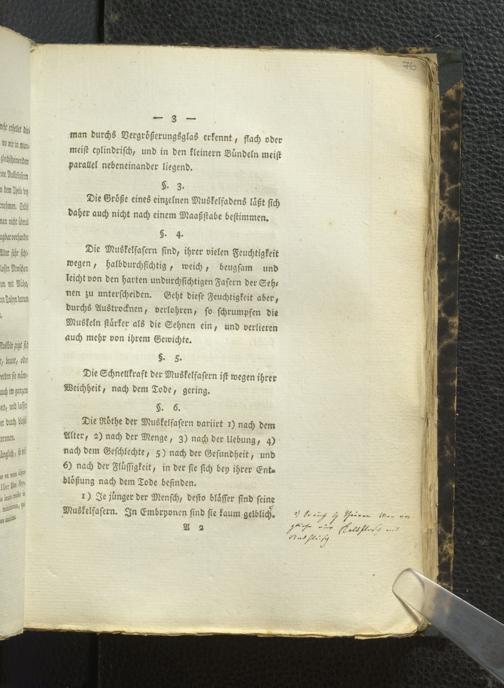 76
— 3 —
man durchs Vergrößerungsglas erkennt, flach oder
meist cylindrisch, und in den kleinern Bündeln meist
parallel nebeneinander liegend.
§. 3.
Die Größe eines einzelnen Muskelfadens läßt sich
daher auch nicht nach einem Maaßstabe bestimmen.
§. 4.
Die Muskelfasern sind, ihrer vielen Feuchtigkeit
wegen, halbdurchsichtig, weich, beugsam und
leicht von den harten undurchsichtigen Fasern der Seh-
nen zu unterscheiden. Geht diese Feuchtigkeit aber,
durchs Austrocknen, verlohren, so schrumpfen die
Muskeln stärker als die Sehnen ein, und verlieren
auch mehr von ihrem Gewichte.
§. 5.
Die Schnellkraft der Muskelfasern ist wegen ihrer
Weichheit, nach dem Tode, gering.
§. 6.
Die Röthe der Muskelfasern variirt 1) nach dem
Alter, 2) nach der Menge, 3) nach der Uebung, 4)
nach dem Geschlechte, 5) nach der Gesundheit, und
6) nach der Flüssigkeit, in der sie sich bey ihrer Ent-
blößung nach dem Tode befinden.
1) Je jünger der Mensch, desto blässer sind seine
Muskelfasern. In Embryonen sind sie kaum gelblich.
A 2